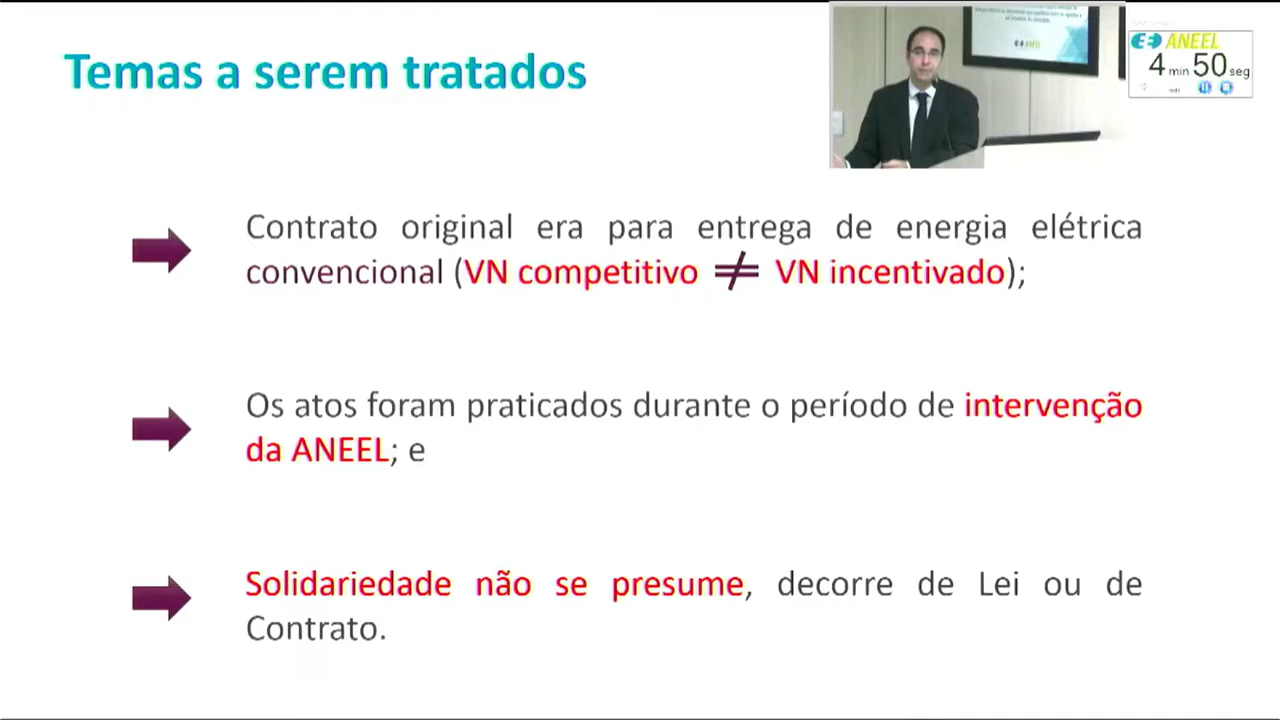 Temas a serem tratados
ANEEL
4 min 50 seg
Contrato original era para entrega de energia elétrica
convencional (VN competitivo ≠ VN incentivado);
Os atos foram praticados durante o período de intervenção
da ANEEL; e
Solidariedade não se presume, decorre de Lei ou de
Contrato.